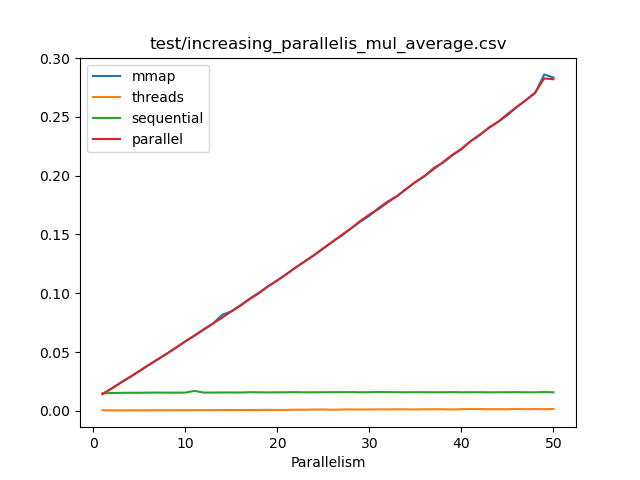 test/increasing_parallelis_mul_average.csv
mmap
threads
sequential
parallel
0.30
0.25
0.20
0.15
0.10
0.05
0.00
0 10 20 30 40 50
Parallelism